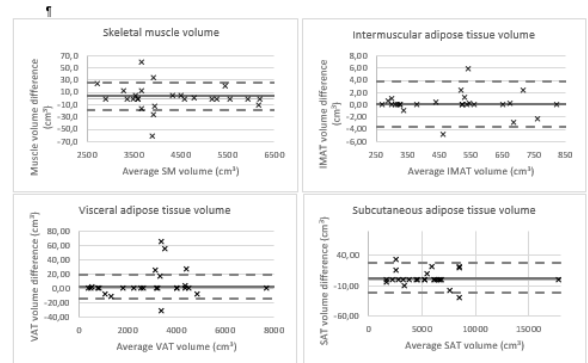 ¶
Skeletal muscle volume
Muscle volume difference (cm³)
70,0
50,0
30,0
10,0
-10,0
-30,0
-50,0
-70,0
2500 3500 4500 5500 6500
Average SM volume (cm³)
Intermuscular adipose tissue volume
IMAT volume difference (cm³)
8,00
6,00
4,00
2,00
0,00
-2,00
-4,00
-6,00
250 350 450 550 650 750 850
Average IMAT volume (cm³)
Visceral adipose tissue volume
VAT volume difference (cm³)
80,00
60,00
40,00
20,00
0,00
-20,00
-40,00
0 2000 4000 6000 8000
Average VAT volume (cm³)
Subcutaneous adipose tissue volume
SAT volume difference (cm³)
40,00
-10,00
-60,00
0 5000 10000 15000
Average SAT volume (cm³)